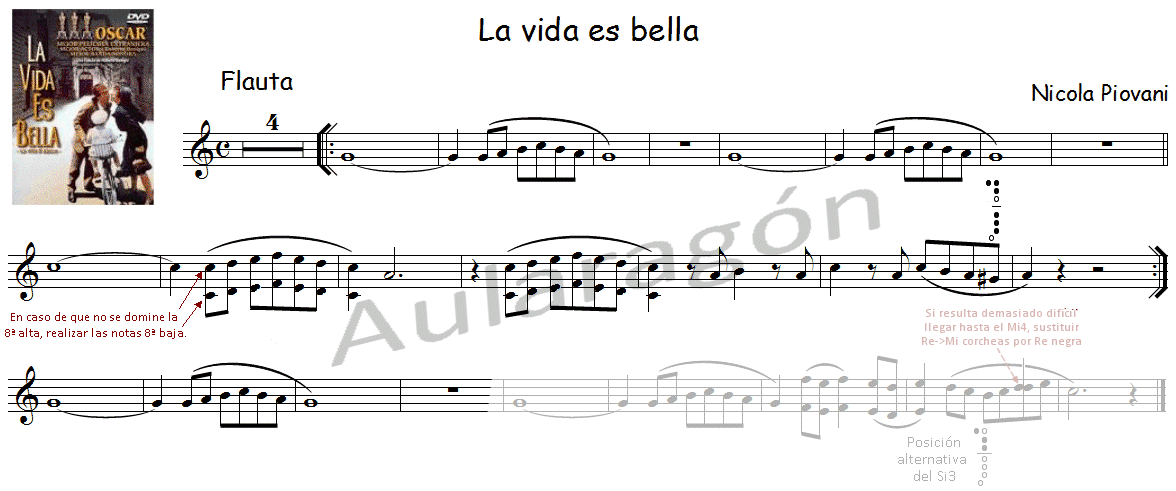 La vida es bella
DVD
OSCAR
MEJOR PELICULA EXTRANJERA
LA
VIDA
ES
BELLA
Flauta
Nicola Piovani
4
Aularagón
En caso de que no se domine la
8ª alta, realizar las notas 8ª baja.
Si resulta demasiado difícil
llegar hasta el Mi4, sustituir
Re->Mi corcheas por Re negra
Posición
alternativa
del Si3